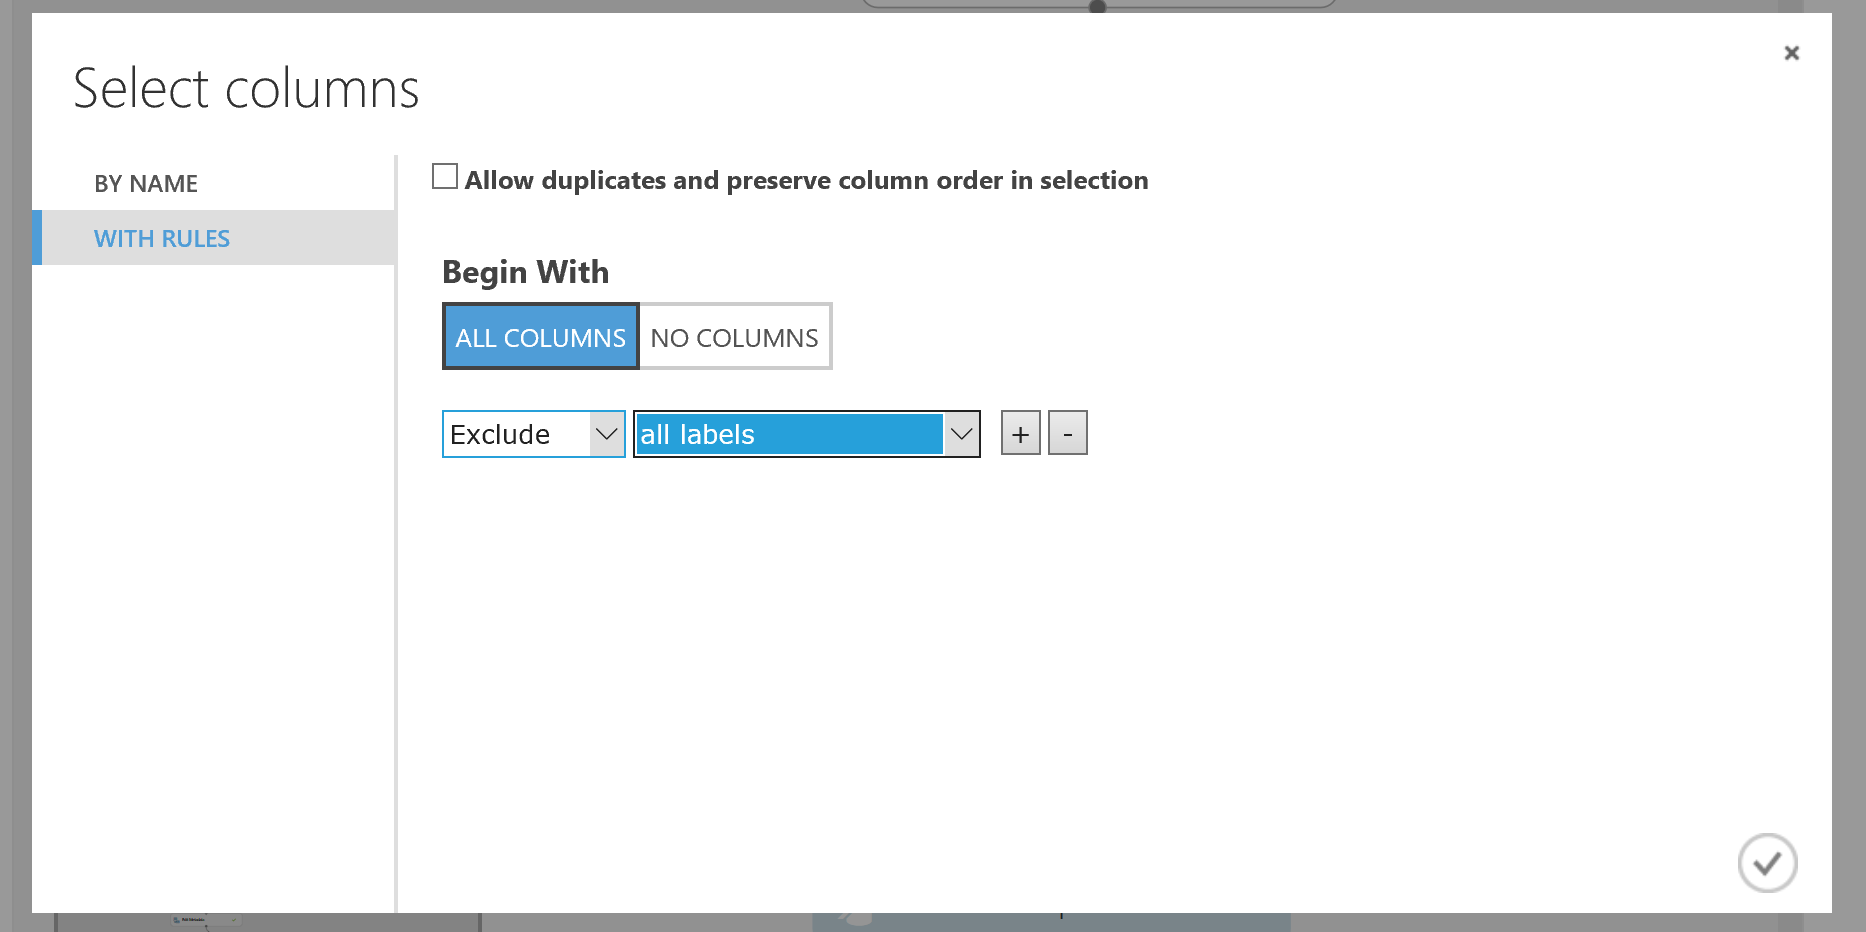 Select columns
BY NAME
WITH RULES
Allow duplicates and preserve column order in selection
Begin With
ALL COLUMNS
NO COLUMNS
Exclude
all labels
+
-